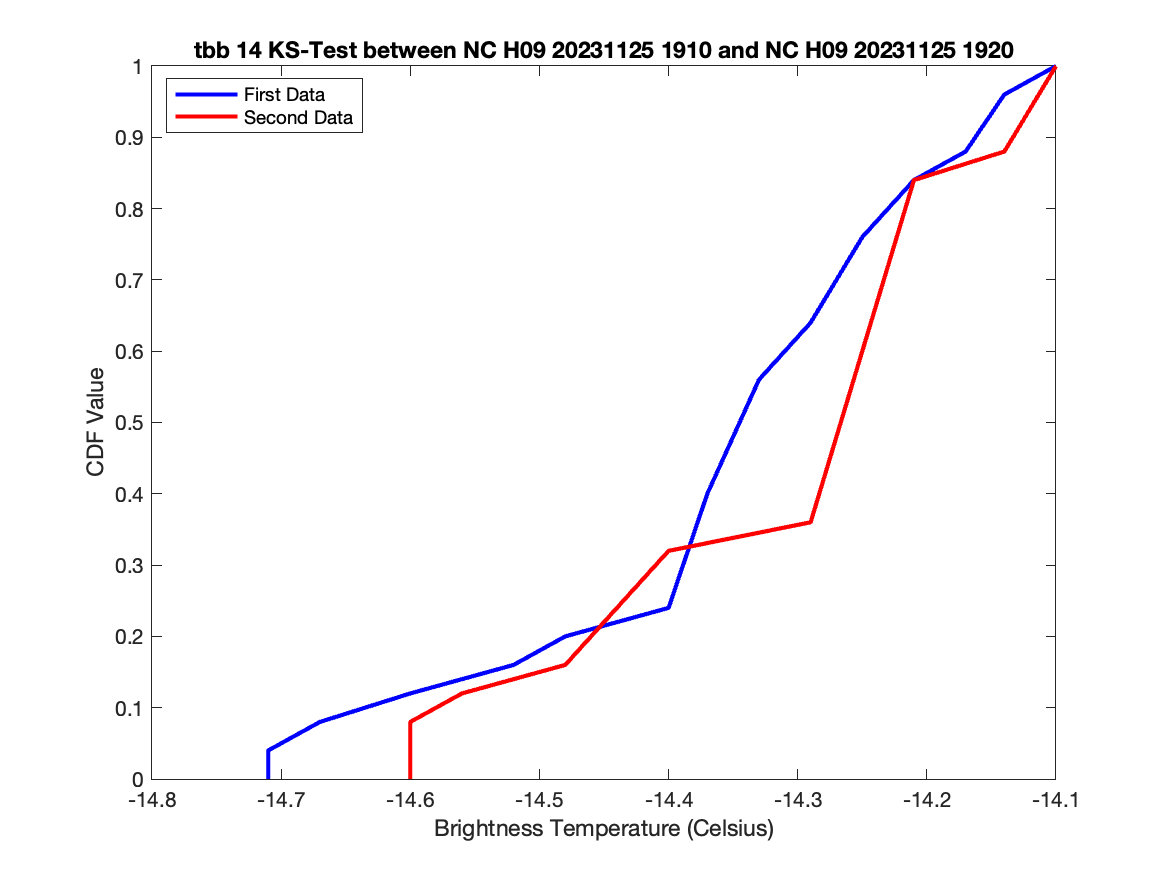 tbb 14 KS-Test between NC H09 20231125 1910 and NC H09 20231125 1920
First Data
Second Data
1
0.9
0.8
0.7
0.6
0.5
0.4
0.3
0.2
0.1
0
CDF Value
-14.8 -14.7 -14.6 -14.5 -14.4 -14.3 -14.2 -14.1
Brightness Temperature (Celsius)